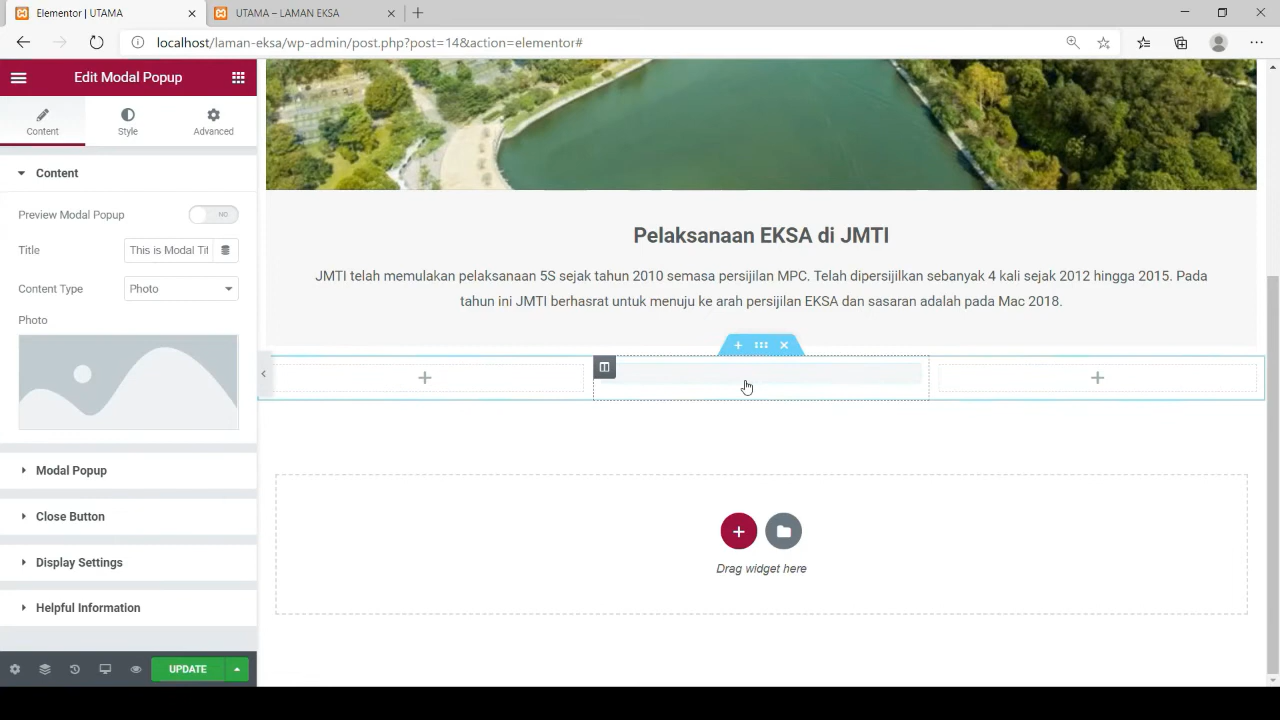 Elementor | UTAMA
UTAMA – LAMAN EKSA
localhost/laman-eksa/wp-admin/post.php?post=14&action=elementor#
Edit Modal Popup
Content
Style
Advanced
Content
Preview Modal Popup
NO
Title
This is Modal Tit
Content Type
Photo
Photo
Modal Popup
Close Button
Display Settings
Helpful Information
UPDATE
Pelaksanaan EKSA di JMTI
JMTI telah memulakan pelaksanaan 5S sejak tahun 2010 semasa persijilan MPC. Telah dipersijilkan sebanyak 4 kali sejak 2012 hingga 2015. Pada
tahun ini JMTI berhasrat untuk menuju ke arah persijilan EKSA dan sasaran adalah pada Mac 2018.
Drag widget here